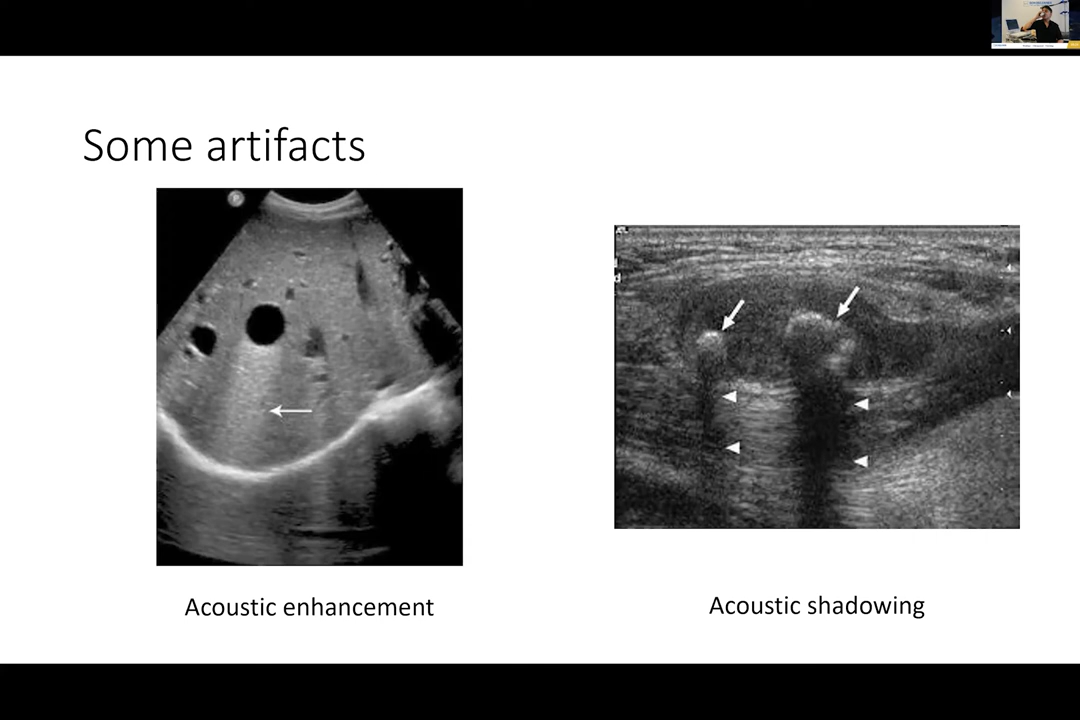 Some artifacts
P
Acoustic enhancement
Acoustic shadowing